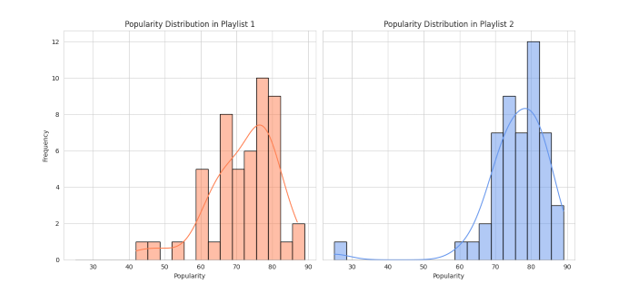 Popularity Distribution in Playlist 1
Popularity Distribution in Playlist 2
Frequency
12
10
8
6
4
2
0
30 40 50 60 70 80 90
30 40 50 60 70 80 90
Popularity
Popularity